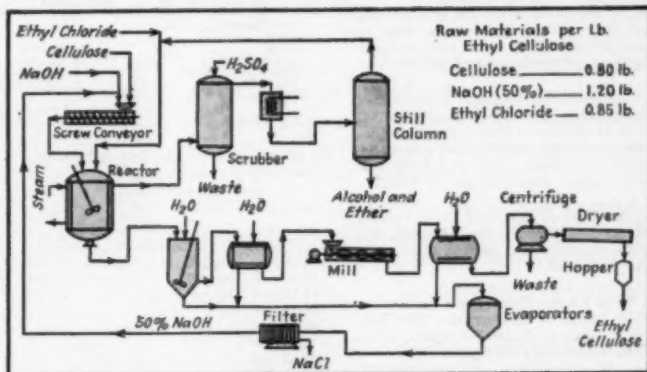 Ethyl Chloride
Cellulose
NaOH
Screw Conveyor
Reactor
Steam
H₂SO₄
Scrubber
Waste
Still
Column
Alcohol and
Ether
Raw Materials per Lb.
Ethyl Cellulose
Cellulose 0.80 lb.
NaOH (50%) 1.20 lb.
Ethyl Chloride 0.85 lb.
H₂O
H₂O
Mill
H₂O
Centrifuge
Waste
Dryer
Hopper
Ethyl
Cellulose
Evaporators
Filter
NaCl
50% NaOH